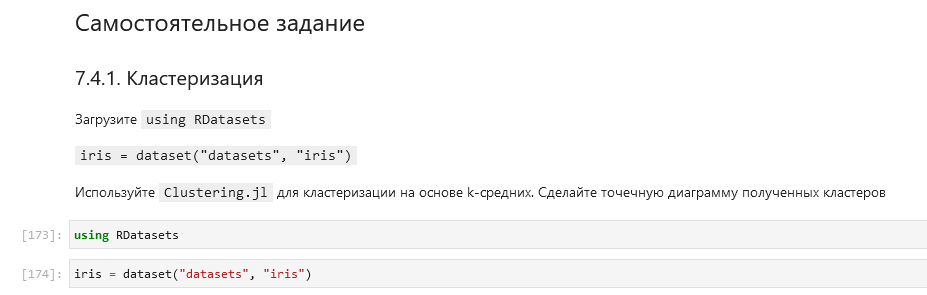 Самостоятельное задание
7.4.1. Кластеризация
Загрузите using RDatasets
iris = dataset("datasets", "iris")
Используйте Clustering.jl для кластеризации на основе k-средних. Сделайте точечную диаграмму полученных кластеров
[173]: using RDatasets
[174]: iris = dataset("datasets", "iris")